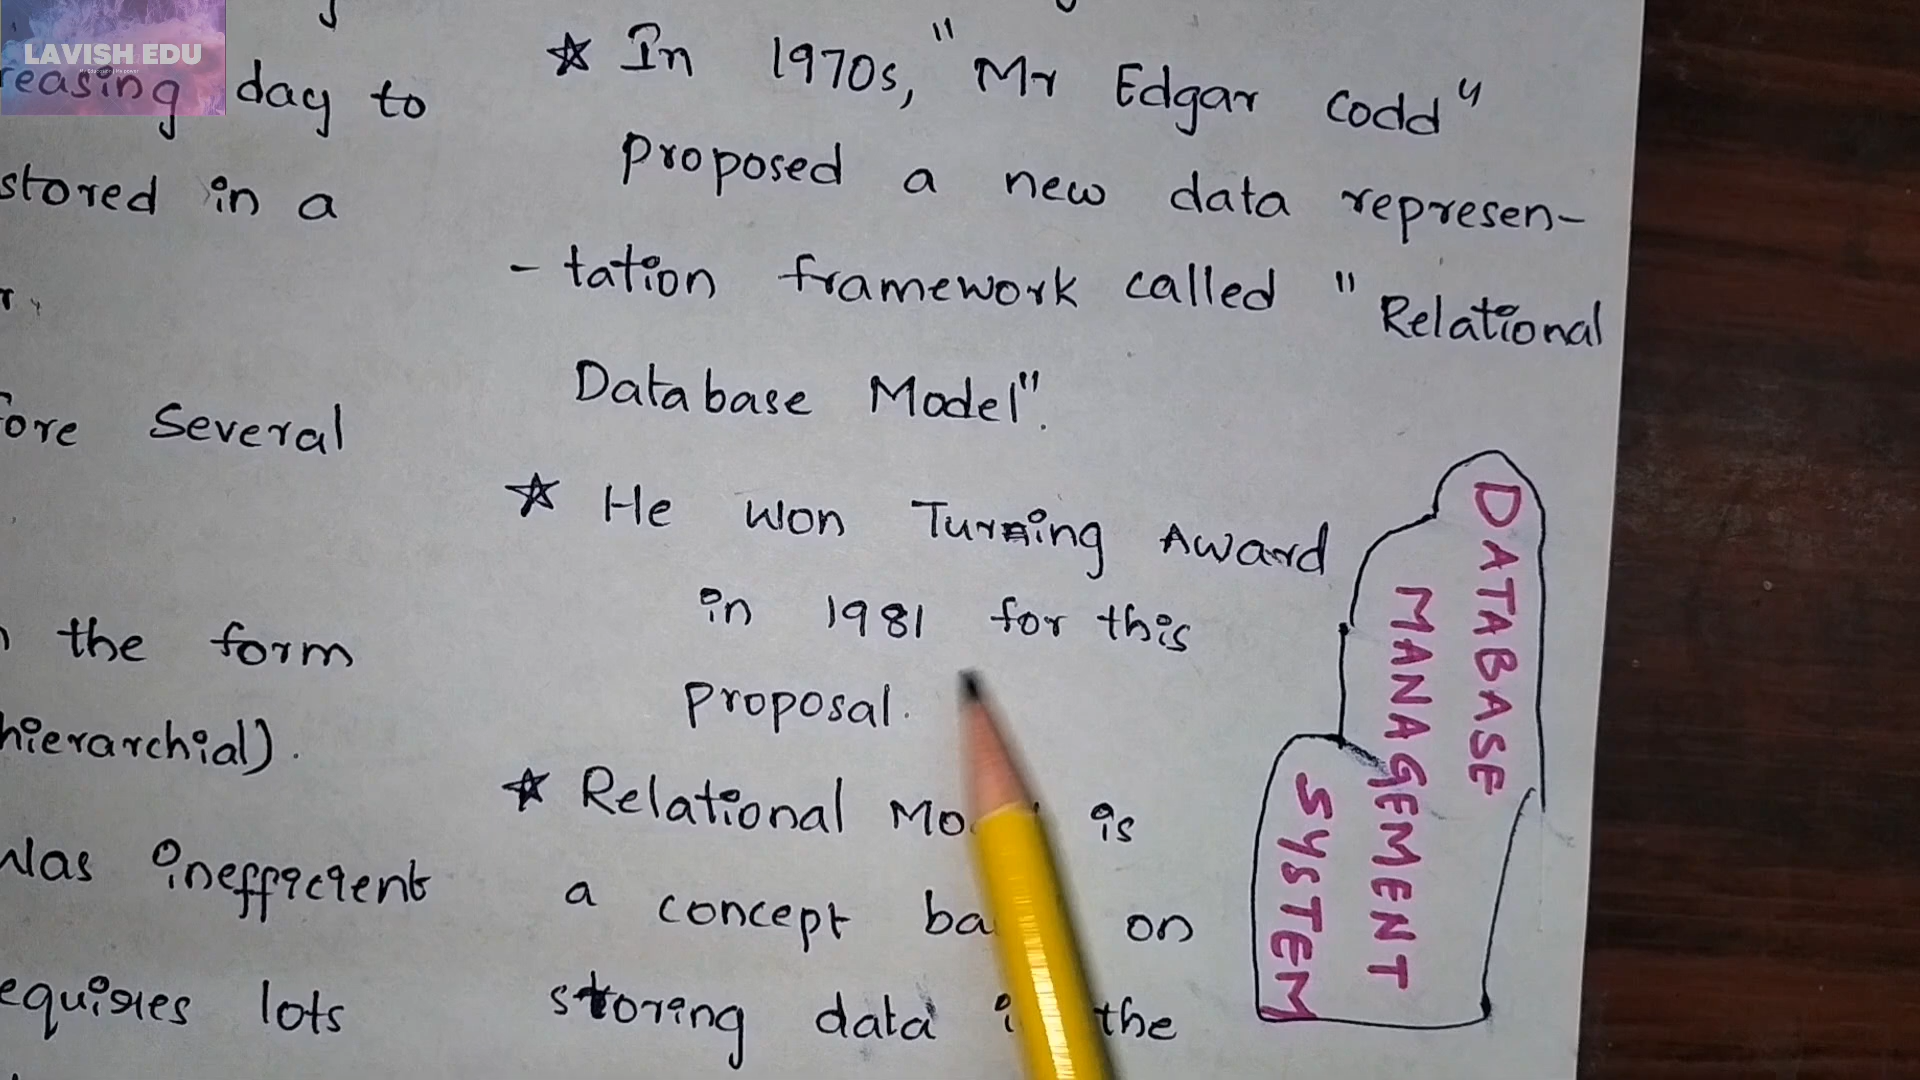 LAVISH EDU
reasing day to
stored in a
r.
fore several
the form
hierarchial).
Was inefficient
equires lots
☆ In 1970s, "Mr Edgar Codd"
proposed a new data represen-
- tation framework called "Relational
Database Model".
☆ He won Turning Award
in 1981 for this
proposal.
☆ Relational Mo is
a concept ba on
storing data the
DATABASE
MANAGEMENT
SYSTEM